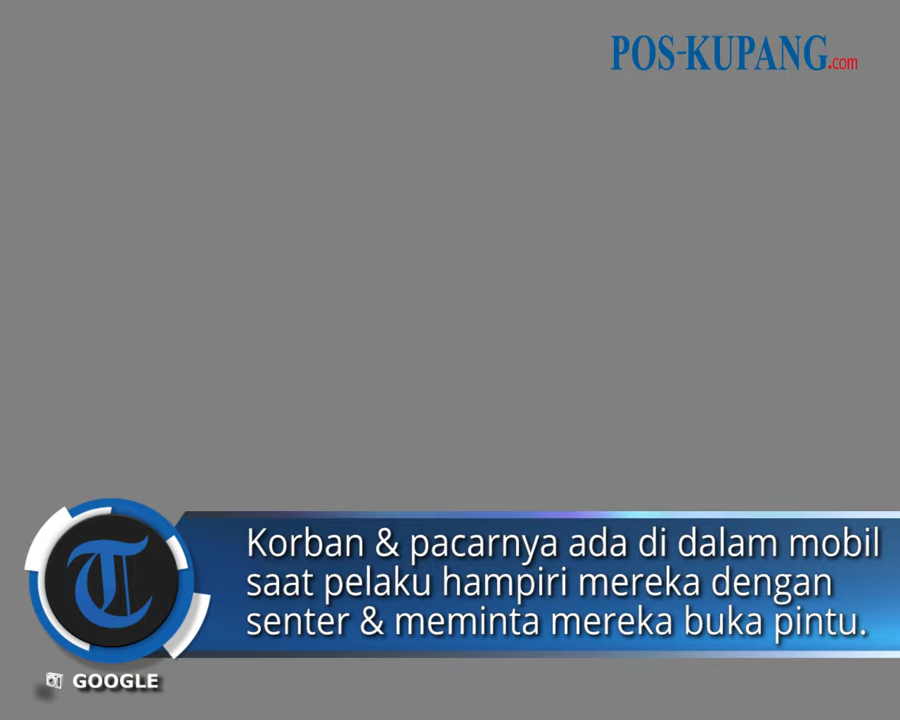 POS-KUPANG.com
Korban & pacarnya ada di dalam mobil
saat pelaku hampiri mereka dengan
senter & meminta mereka buka pintu.
T
GOOGLE